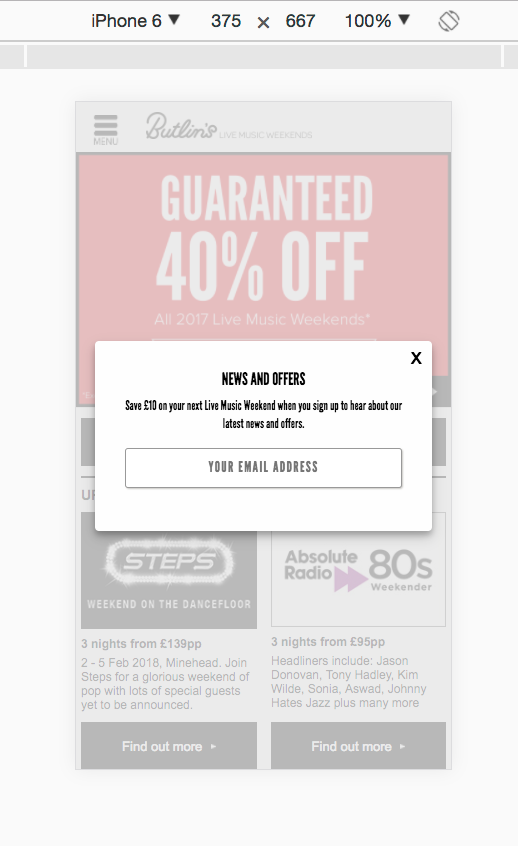 iPhone 6 ▼ 375 × 667 100% ▼
MENU
Butlin's LIVE MUSIC WEEKENDS
GUARANTEED
40% OFF
All 2017 Live Music Weekends*
X
NEWS AND OFFERS
Save £10 on your next Live Music Weekend when you sign up to hear about our
latest news and offers.
YOUR EMAIL ADDRESS
STEPS
WEEKEND ON THE DANCEFLOOR
3 nights from £139pp
2 - 5 Feb 2018, Minehead. Join
Steps for a glorious weekend of
pop with lots of special guests
yet to be announced.
Find out more
Absolute
Radio 80s
Weekender
3 nights from £95pp
Headliners include: Jason
Donovan, Tony Hadley, Kim
Wilde, Sonia, Aswad, Johnny
Hates Jazz plus many more
Find out more